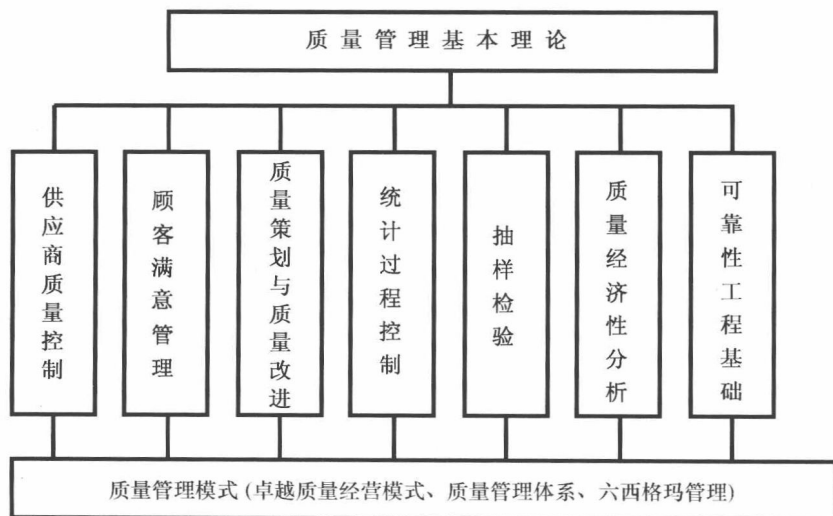 质量管理基本理论
供应商质量控制
顾客满意管理
质量策划与质量改进
统计过程控制
抽样检验
质量经济性分析
可靠性工程基础
质量管理模式(卓越质量经营模式、质量管理体系、六西格玛管理)